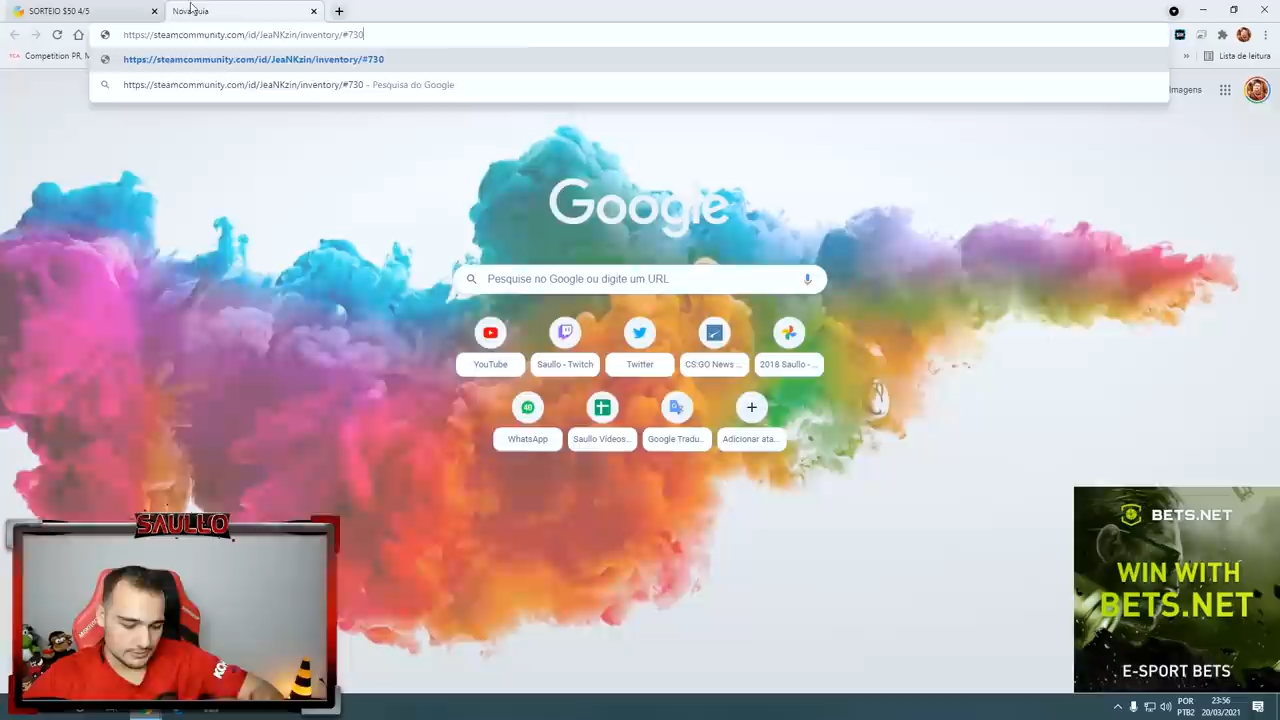 SORTEIO $50 4/5
Nova guia
https://steamcommunity.com/id/JeaNKzin/inventory/#730
https://steamcommunity.com/id/JeaNKzin/inventory/#730
https://steamcommunity.com/id/JeaNKzin/inventory/#730 - Pesquisa do Google
Competition PR, M
»
Lista de leitura
Imagens
Google
Pesquise no Google ou digite um URL
YouTube
Saullo - Twitch
Twitter
CS:GO News ...
2018 Saullo - ...
WhatsApp
Saullo Vídeos...
Google Tradu...
Adicionar ata...
SAULLO
BETS.NET
WIN WITH
BETS.NET
E-SPORT BETS
POR
PTB2
23:56
20/03/2021